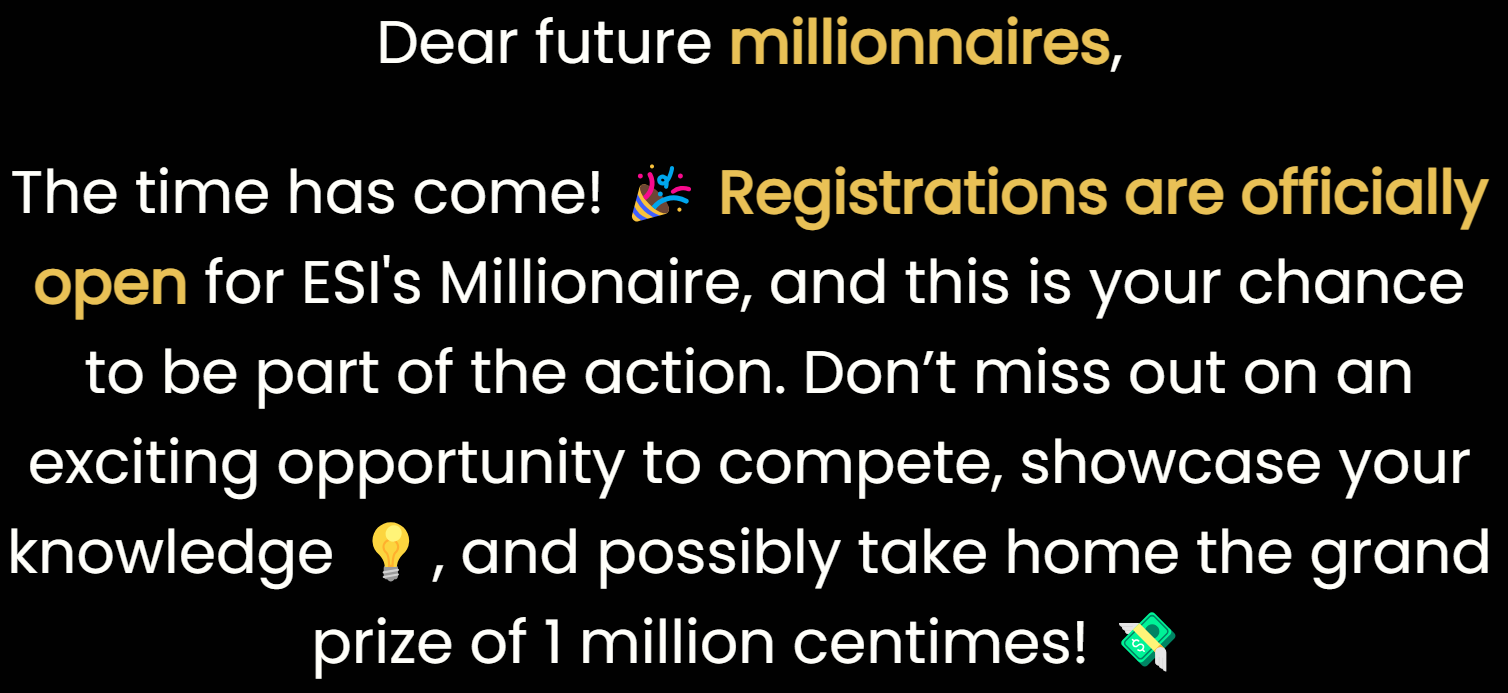 Dear future millionnaires,
The time has come! 🎉 Registrations are officially
open for ESI's Millionaire, and this is your chance
to be part of the action. Don’t miss out on an
exciting opportunity to compete, showcase your
knowledge 💡, and possibly take home the grand
prize of 1 million centimes! 💸